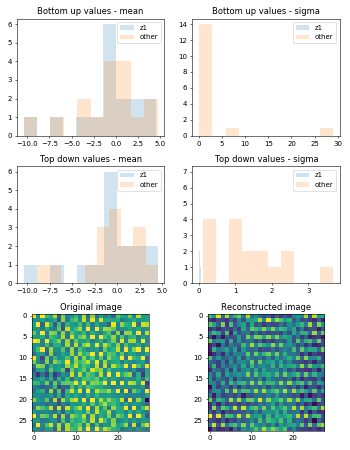 Bottom up values - mean
6
5
4
3
2
1
0
z1
other
-10.0 -7.5 -5.0 -2.5 0.0 2.5 5.0
Bottom up values - sigma
14
12
10
8
6
4
2
0
z1
other
0 5 10 15 20 25 30
Top down values - mean
6
5
4
3
2
1
0
z1
other
-10.0 -7.5 -5.0 -2.5 0.0 2.5 5.0
Top down values - sigma
7
6
5
4
3
2
1
0
z1
other
0 1 2 3
Original image
0
5
10
15
20
25
0 10 20
Reconstructed image
0
5
10
15
20
25
0 10 20